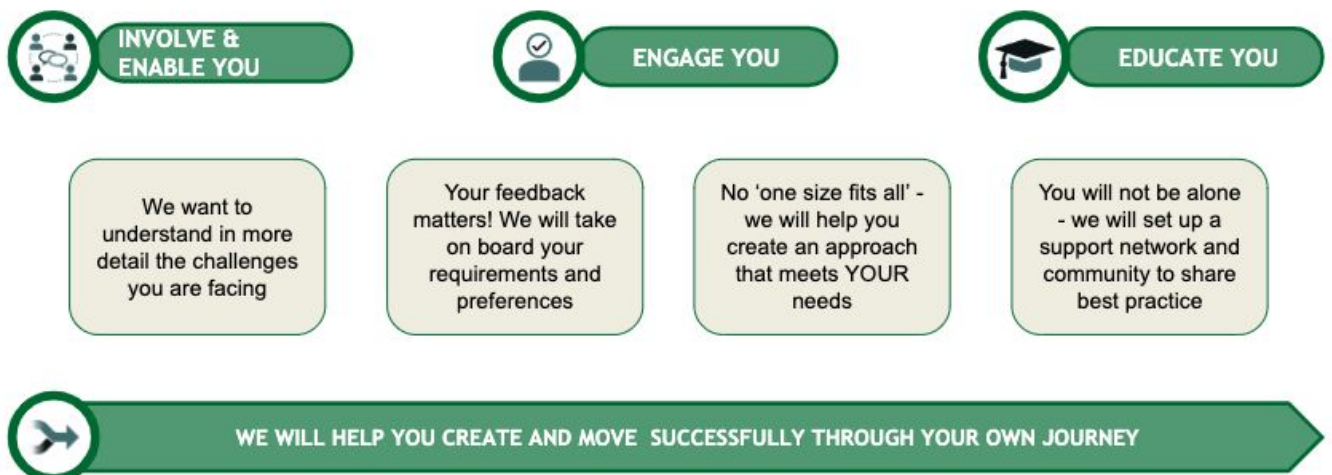 INVOLVE &
ENABLE YOU
ENGAGE YOU
EDUCATE YOU
We want to
understand in more
detail the challenges
you are facing
Your feedback
matters! We will take
on board your
requirements and
preferences
No ‘one size fits all’ -
we will help you
create an approach
that meets YOUR
needs
You will not be alone
- we will set up a
support network and
community to share
best practice
WE WILL HELP YOU CREATE AND MOVE  SUCCESSFULLY THROUGH YOUR OWN JOURNEY